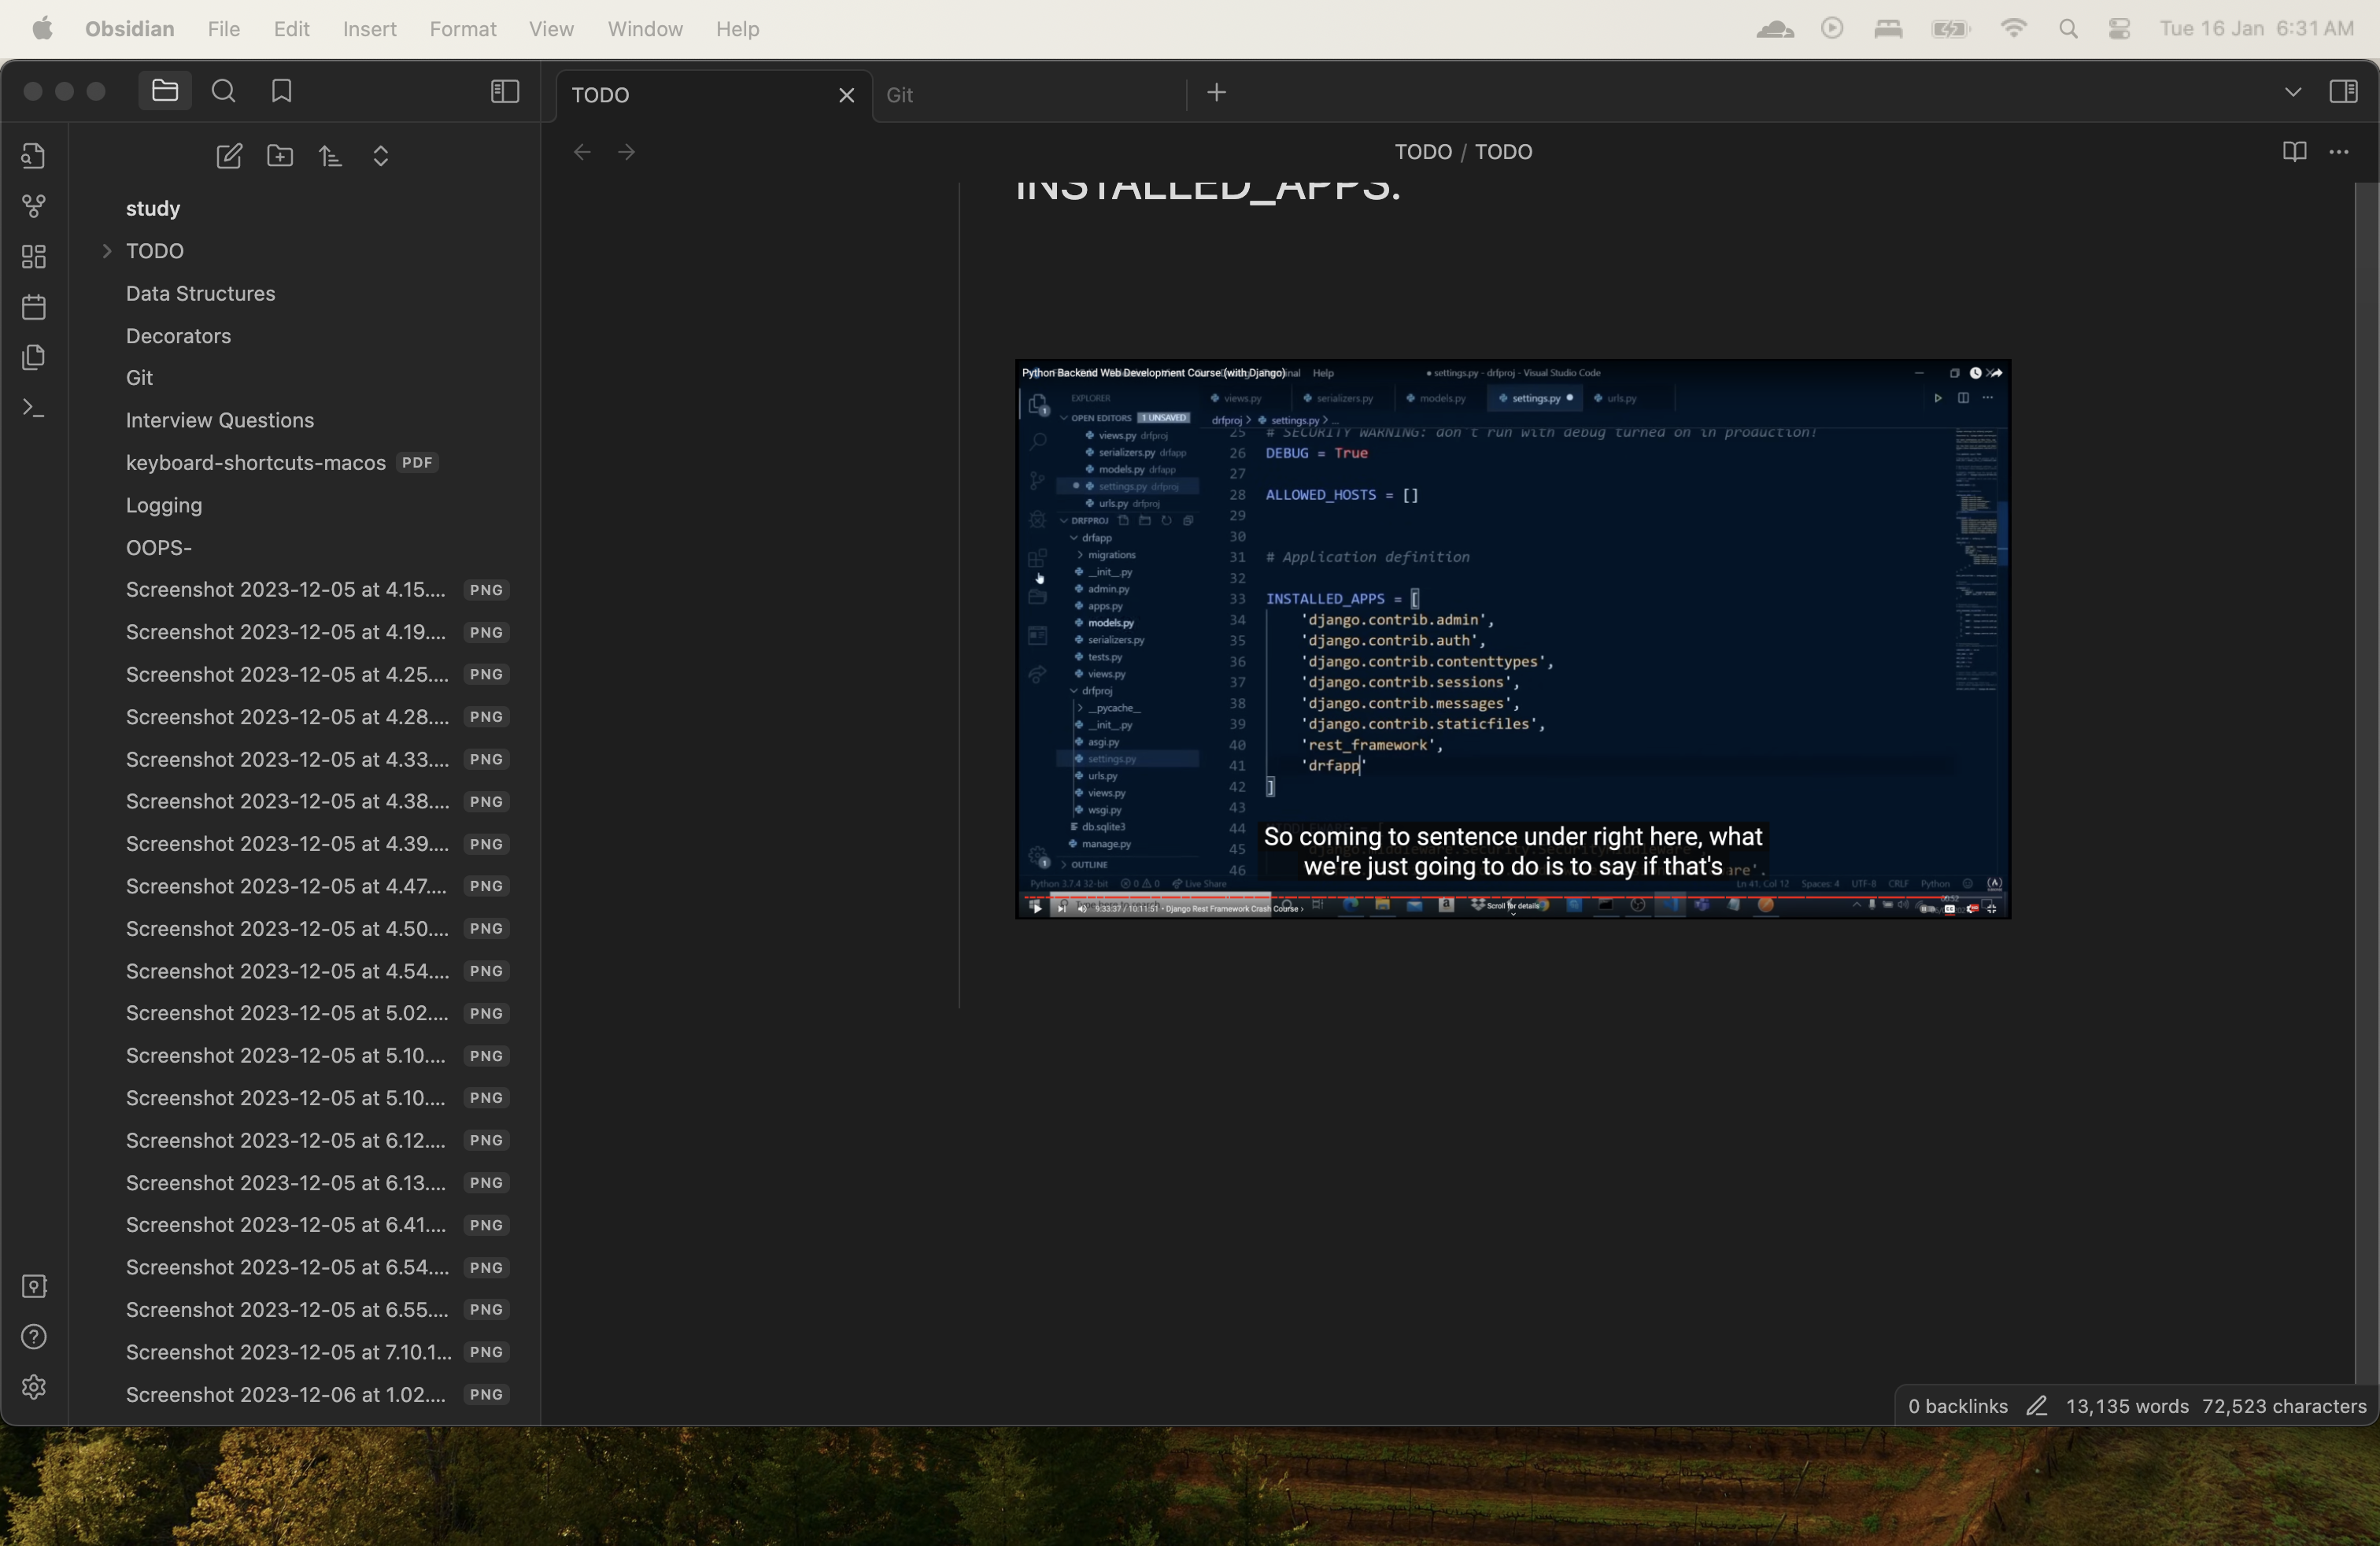 Obsidian File Edit Insert Format View Window Help Tue 16 Jan 6:31 AM
TODO Git
TODO / TODO
study
TODO
Data Structures
Decorators
Git
Interview Questions
keyboard-shortcuts-macos PDF
Logging
OOPS-
Screenshot 2023-12-05 at 4.15.... PNG
Screenshot 2023-12-05 at 4.19.... PNG
Screenshot 2023-12-05 at 4.25.... PNG
Screenshot 2023-12-05 at 4.28.... PNG
Screenshot 2023-12-05 at 4.33.... PNG
Screenshot 2023-12-05 at 4.38.... PNG
Screenshot 2023-12-05 at 4.39.... PNG
Screenshot 2023-12-05 at 4.47.... PNG
Screenshot 2023-12-05 at 4.50.... PNG
Screenshot 2023-12-05 at 4.54.... PNG
Screenshot 2023-12-05 at 5.02.... PNG
Screenshot 2023-12-05 at 5.10.... PNG
Screenshot 2023-12-05 at 5.10.... PNG
Screenshot 2023-12-05 at 6.12.... PNG
Screenshot 2023-12-05 at 6.13.... PNG
Screenshot 2023-12-05 at 6.41.... PNG
Screenshot 2023-12-05 at 6.54.... PNG
Screenshot 2023-12-05 at 6.55.... PNG
Screenshot 2023-12-05 at 7.10.1... PNG
Screenshot 2023-12-06 at 1.02.... PNG
INSTALLED_APPS.
Python Backend Web Development Course (with Django) Help • settings.py - drfproj - Visual Studio Code
EXPLORER
OPEN EDITORS 1 UNSAVED
views.py drfproj
serializers.py drfapp
models.py drfapp
settings.py drfproj
urls.py drfproj
DRFPROJ
drfapp
migrations
__init__.py
admin.py
apps.py
models.py
serializers.py
tests.py
views.py
drfproj
__pycache__
__init__.py
asgi.py
settings.py
urls.py
views.py
wsgi.py
db.sqlite3
manage.py
OUTLINE
views.py serializers.py models.py settings.py urls.py
drfproj > settings.py > ...
25 # SECURITY WARNING: don't run with debug turned on in production!
26 DEBUG = True
27
28 ALLOWED_HOSTS = []
29
30
31 # Application definition
32
33 INSTALLED_APPS = [
34 'django.contrib.admin',
35 'django.contrib.auth',
36 'django.contrib.contenttypes',
37 'django.contrib.sessions',
38 'django.contrib.messages',
39 'django.contrib.staticfiles',
40 'rest_framework',
41 'drfapp'
42 ]
43
44
45
46
So coming to sentence under right here, what
we're just going to do is to say if that's
Python 3.7.4 32-bit 0 0 Live Share Ln 41, Col 12 Spaces: 4 UTF-8 CRLF Python
9:33:37 / 10:11:51 • Django Rest Framework Crash Course > Scroll for details
0 backlinks 13,135 words 72,523 characters